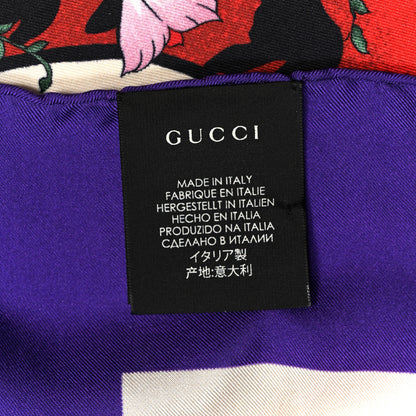 GUCCI
MADE IN ITALY
FABRIQUE EN ITALIE
HERGESTELLT IN ITALIEN
HECHO EN ITALIA
PRODUZIDO NA ITALIA
СДЕЛАНО В ИТАЛИИ
イタリア製
产地:意大利